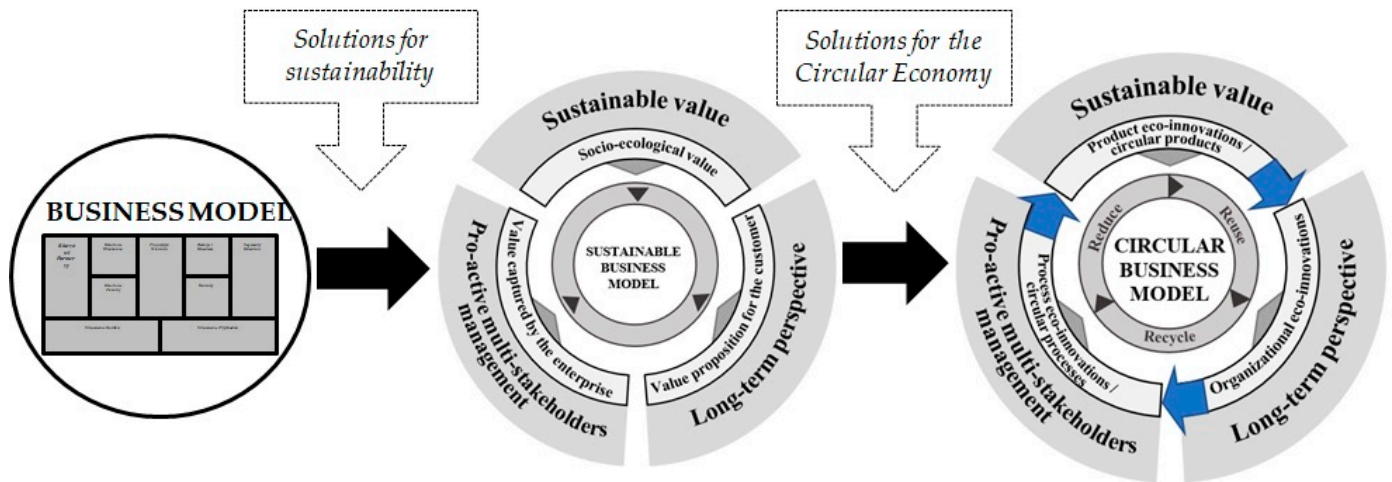 Solutions for
sustainability
Solutions for the
Circular Economy
BUSINESS MODEL
Sustainable value
Socio-ecological value
Value captured by the enterprise
Value proposition for the customer
Pro-active multi-stakeholders
management
Long-term perspective
SUSTAINABLE
BUSINESS
MODEL
Sustainable value
Product eco-innovations /
circular products
Organizational eco-innovations
Process eco-innovations /
circular processes
Pro-active multi-stakeholders
management
Long-term perspective
Reduce
Reuse
Recycle
CIRCULAR
BUSINESS
MODEL